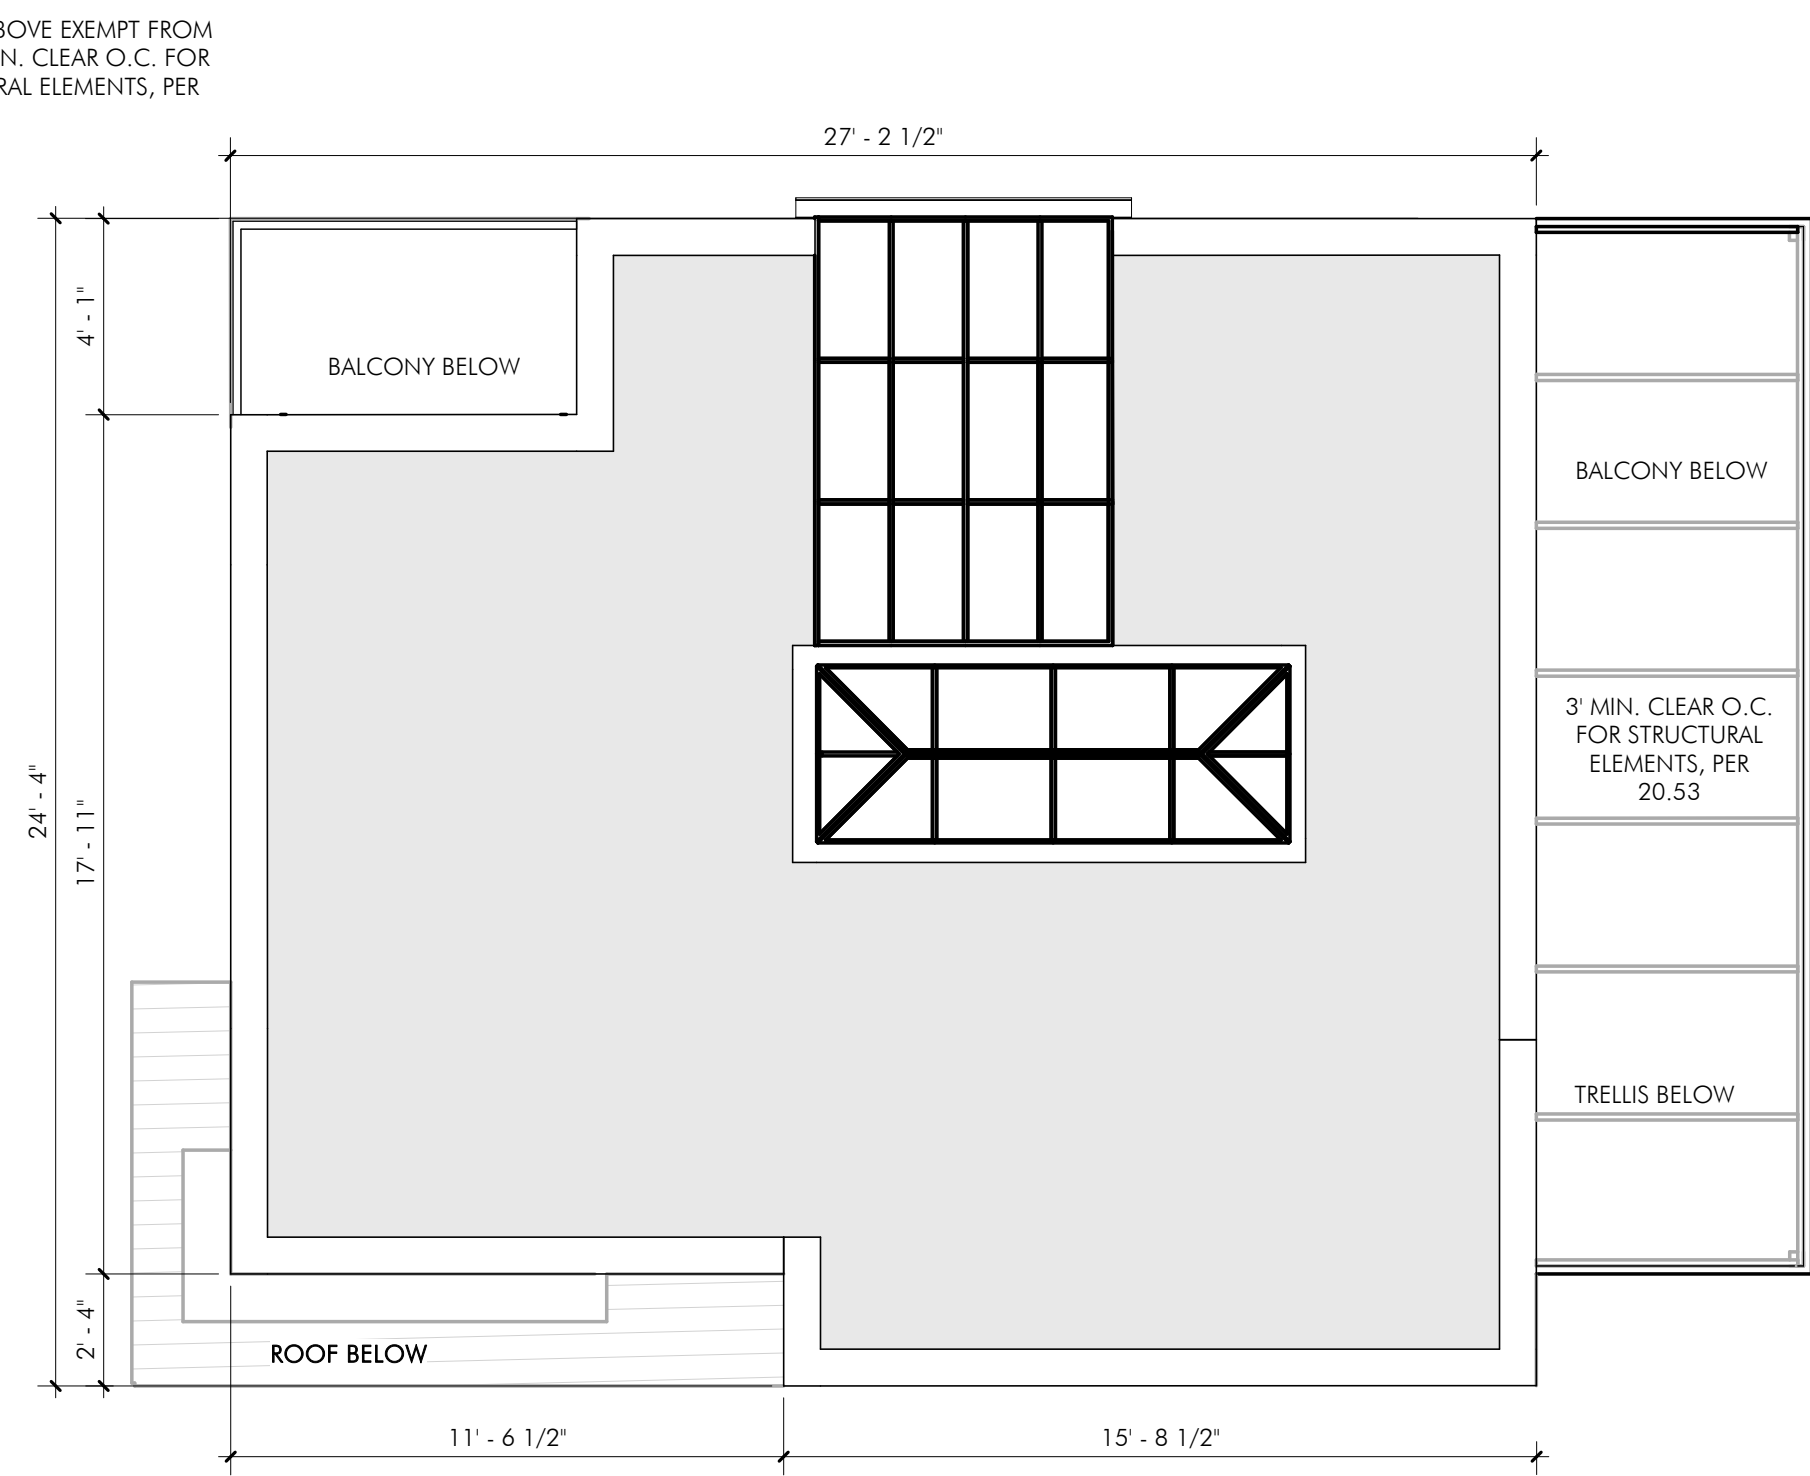 EXEMPT FROM
CLEAR O.C. FOR
ELEMENTS, PER
27' - 2 1/2"
4' - 1"
BALCONY BELOW
BALCONY BELOW
24' - 4"
17' - 11"
3' MIN. CLEAR O.C.
FOR STRUCTURAL
ELEMENTS, PER
20.53
TRELLIS BELOW
2' - 4"
ROOF BELOW
11' - 6 1/2"
15' - 8 1/2"